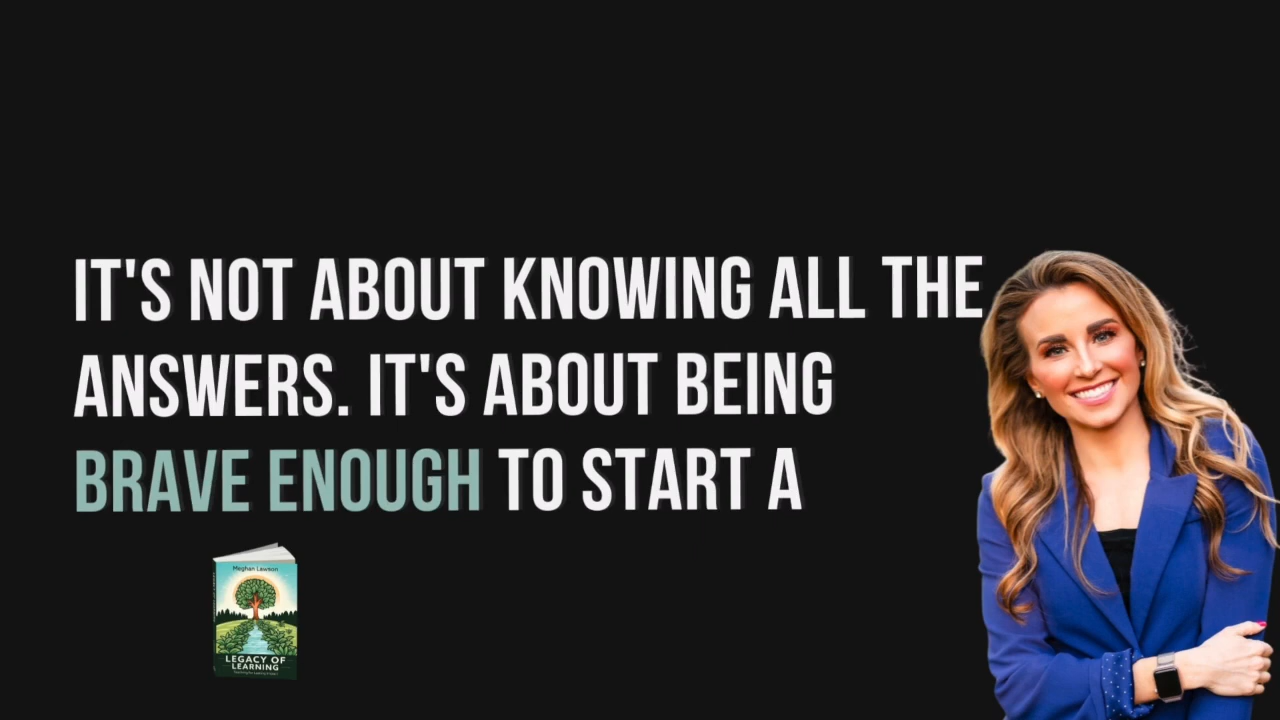 IT'S NOT ABOUT KNOWING ALL THE
ANSWERS. IT'S ABOUT BEING
BRAVE ENOUGH TO START A
Meghan Lawson
LEGACY OF
LEARNING